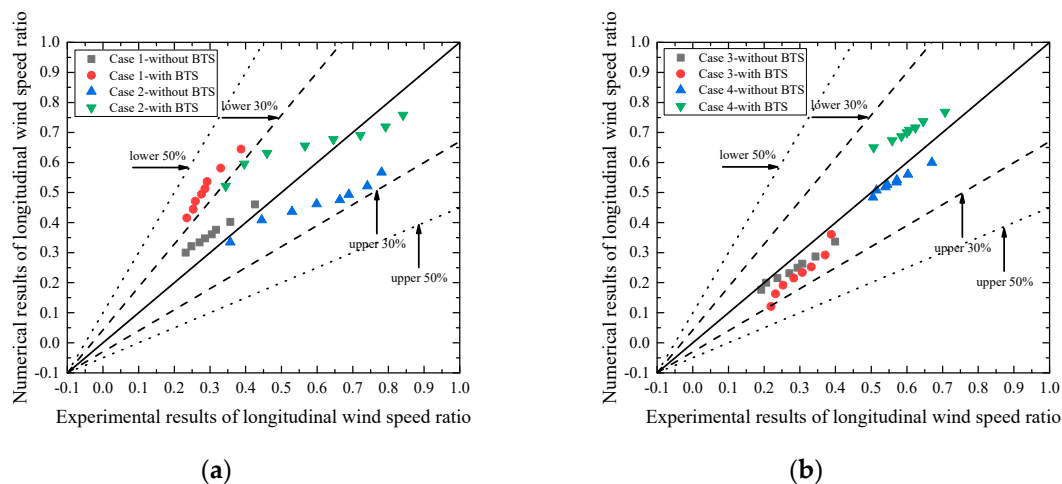 Numerical results of longitudinal wind speed ratio
1.0
0.9
0.8
0.7
0.6
0.5
0.4
0.3
0.2
0.1
0.0
-0.1
Case 1-without BTS
Case 1-with BTS
Case 2-without BTS
Case 2-with BTS
lower 30%
lower 50%
upper 30%
upper 50%
-0.1 0.0 0.1 0.2 0.3 0.4 0.5 0.6 0.7 0.8 0.9 1.0
Experimental results of longitudinal wind speed ratio
(a)
Numerical results of longitudinal wind speed ratio
1.0
0.9
0.8
0.7
0.6
0.5
0.4
0.3
0.2
0.1
0.0
-0.1
Case 3-without BTS
Case 3-with BTS
Case 4-without BTS
Case 4-with BTS
lower 30%
lower 50%
upper 30%
upper 50%
-0.1 0.0 0.1 0.2 0.3 0.4 0.5 0.6 0.7 0.8 0.9 1.0
Experimental results of longitudinal wind speed ratio
(b)